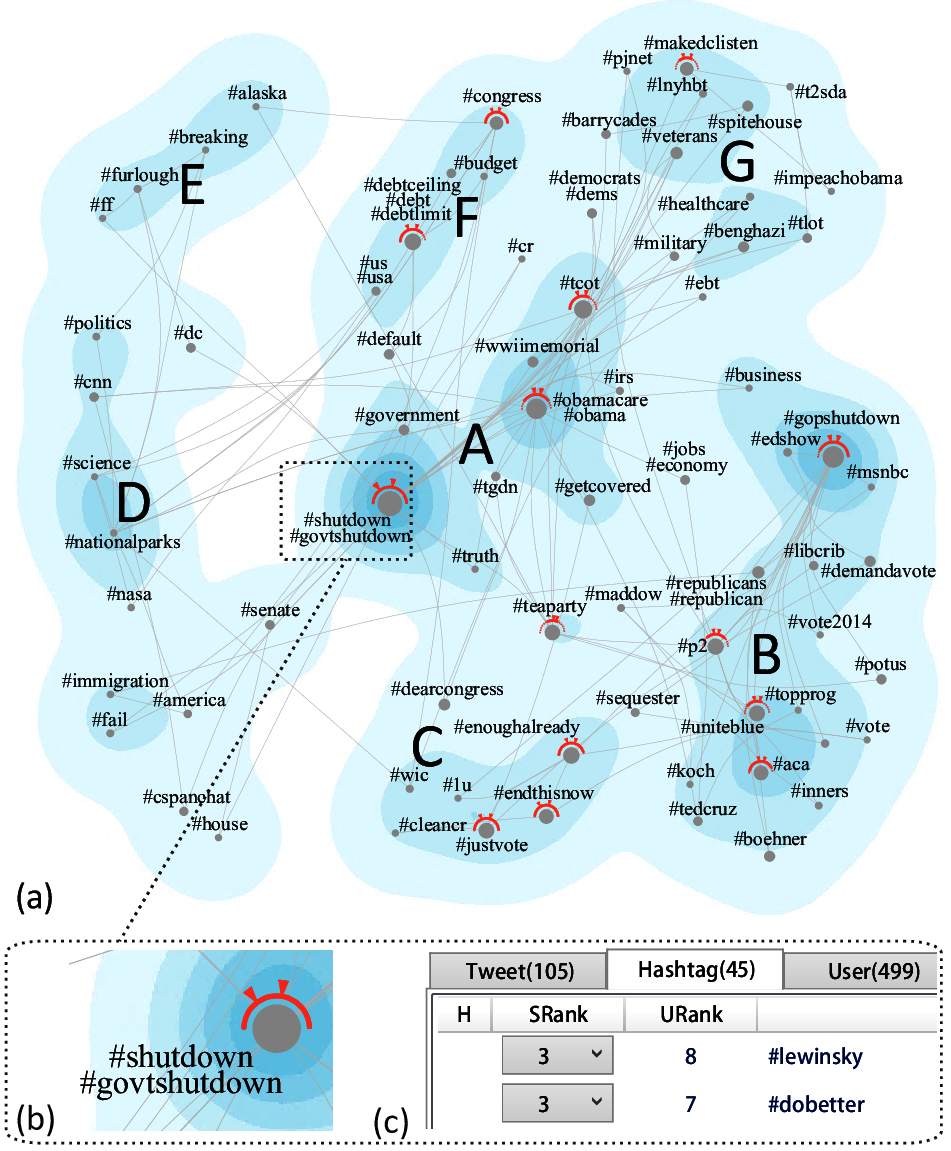 #makedclisten
#pjnet
#lnyhbt
#t2sda
#alaska
#congress
#barrycades
#spitehouse
#breaking
#veterans
G
#furlough
E
#budget
#debtceiling
#democrats
#dems
#impeachobama
#ff
#debt
#debtlimit
F
#healthcare
#benghazi
#tlot
#cr
#military
#us
#usa
#tcot
#ebt
#politics
#dc
#default
#wwiimemorial
#cnn
#irs
#business
#government
#obamacare
#obama
#gopshutdown
#edshow
A
#science
#jobs
#economy
#msnbc
D
#tgdn
#getcovered
#shutdown
#govtshutdown
#nationalparks
#truth
#libcrib
#demandavote
#nasa
#senate
#teaparty
#maddow
#republicans
#republican
#vote2014
#p2
B
#potus
#immigration
#america
#fail
#dearcongress
#sequester
#topprog
#enoughalready
#uniteblue
#vote
C
#wic
#1u
#endthisnow
#koch
#aca
#inners
#cspanchat
#house
#cleancr
#justvote
#tedcruz
#boehner
(a)
#shutdown
#govtshutdown
(b)
Tweet(105) Hashtag(45) User(499)
H SRank URank
3 8 #lewinsky
3 7 #dobetter
(c)